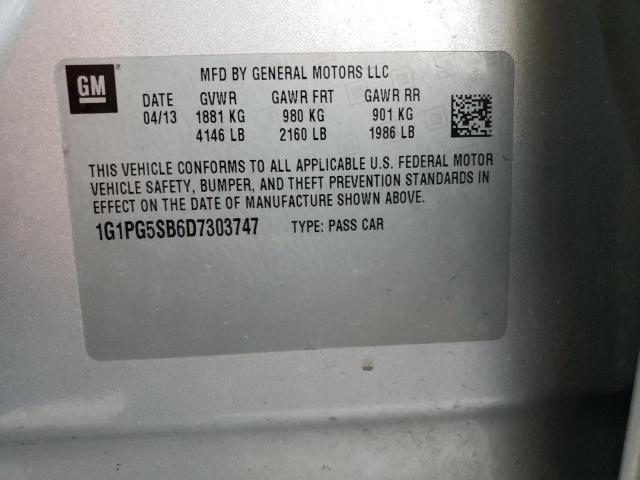 GM
MFD BY GENERAL MOTORS LLC
DATE GVWR GAWR FRT GAWR RR
04/13 1881 KG 980 KG 901 KG
4146 LB 2160 LB 1986 LB
THIS VEHICLE CONFORMS TO ALL APPLICABLE U.S. FEDERAL MOTOR
VEHICLE SAFETY, BUMPER, AND THEFT PREVENTION STANDARDS IN
EFFECT ON THE DATE OF MANUFACTURE SHOWN ABOVE.
1G1PG5SB6D7303747 TYPE: PASS CAR